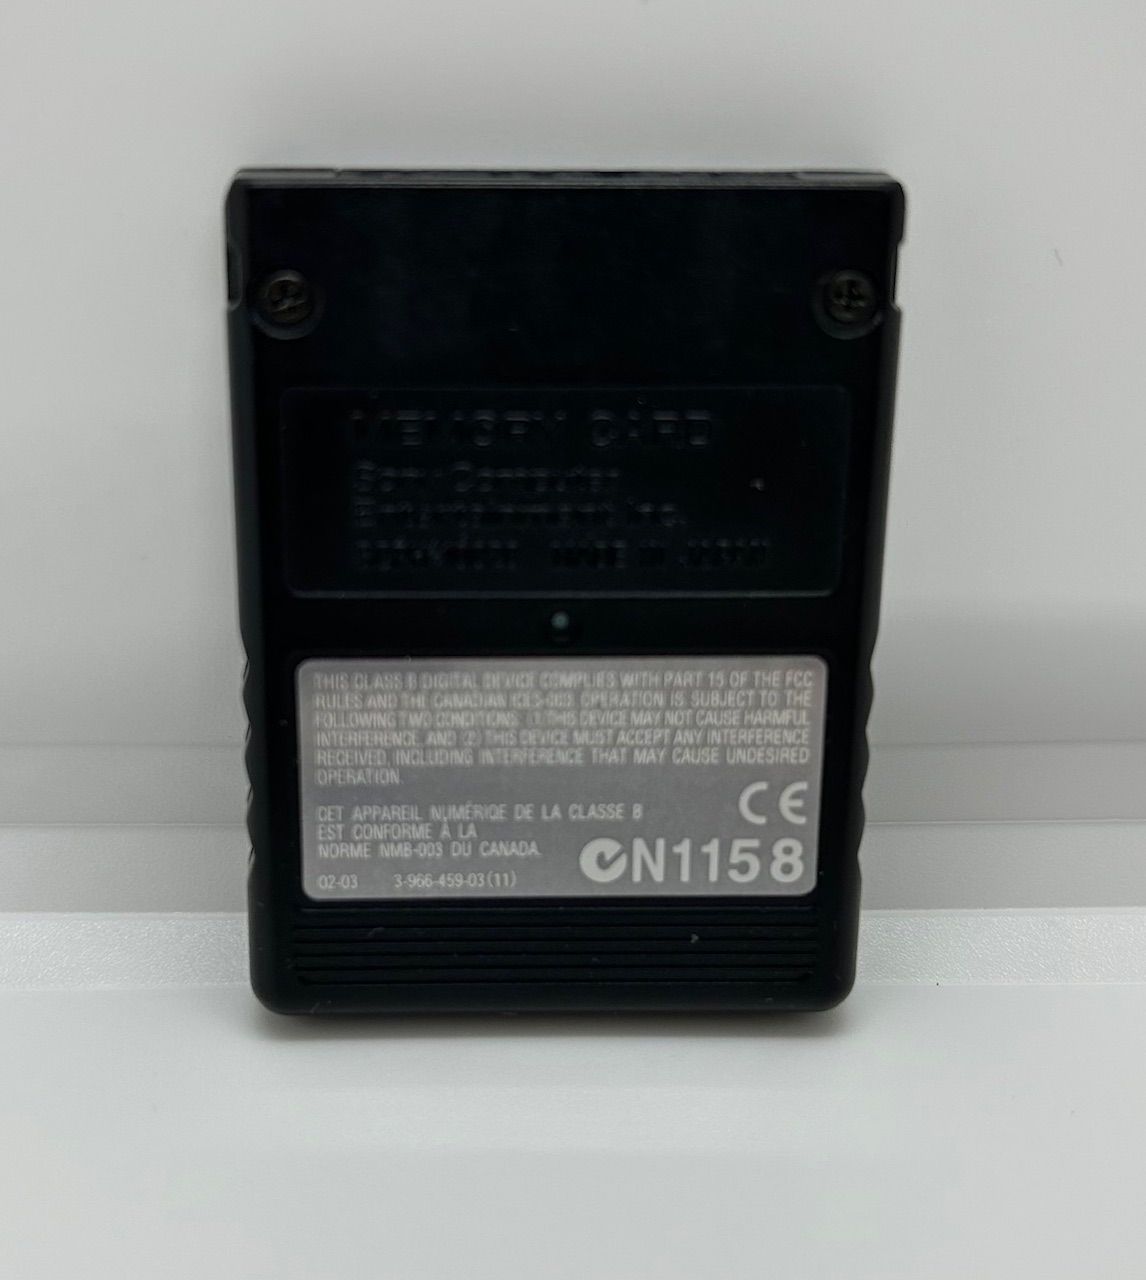 MEMORY CARD
Sony Computer
Entertainment Inc.
MADE IN JAPAN
THIS CLASS B DIGITAL DEVICE COMPLIES WITH PART 15 OF THE FCC
RULES AND THE CANADIAN ICES-003. OPERATION IS SUBJECT TO THE
FOLLOWING TWO CONDITIONS. (1) THIS DEVICE MAY NOT CAUSE HARMFUL
INTERFERENCE, AND (2) THIS DEVICE MUST ACCEPT ANY INTERFERENCE
RECEIVED, INCLUDING INTERFERENCE THAT MAY CAUSE UNDESIRED
OPERATION.
CET APPAREIL NUMÉRIQE DE LA CLASSE B
EST CONFORME À LA
NORME NMB-003 DU CANADA.
CE
N1158
02-03 3-966-459-03(11)